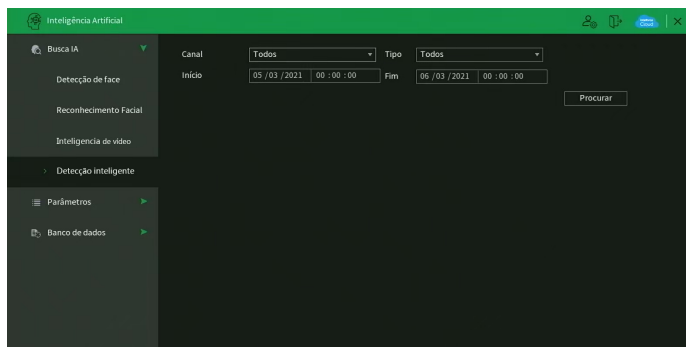 Inteligência Artificial
Cloud
Busca IA
Detecção de face
Reconhecimento Facial
Inteligencia de vídeo
Detecção inteligente
Parâmetros
Banco de dados
Canal Todos Tipo Todos
Início 05 /03 /2021 00 : 00 : 00 Fim 06 /03 /2021 00 : 00 : 00
Procurar